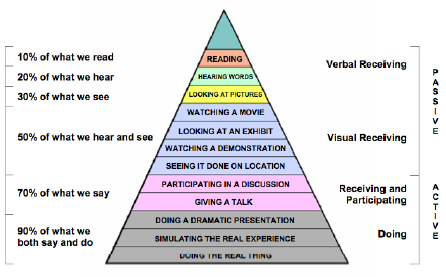 10% of what we read
20% of what we hear
30% of what we see
50% of what we hear and see
70% of what we say
90% of what we
both say and do
READING
HEARING WORDS
LOOKING AT PICTURES
WATCHING A MOVIE
LOOKING AT AN EXHIBIT
WATCHING A DEMONSTRATION
SEEING IT DONE ON LOCATION
PARTICIPATING IN A DISCUSSION
GIVING A TALK
DOING A DRAMATIC PRESENTATION
SIMULATING THE REAL EXPERIENCE
DOING THE REAL THING
Verbal Receiving
Visual Receiving
Receiving and
Participating
Doing
PASSIVE
ACTIVE